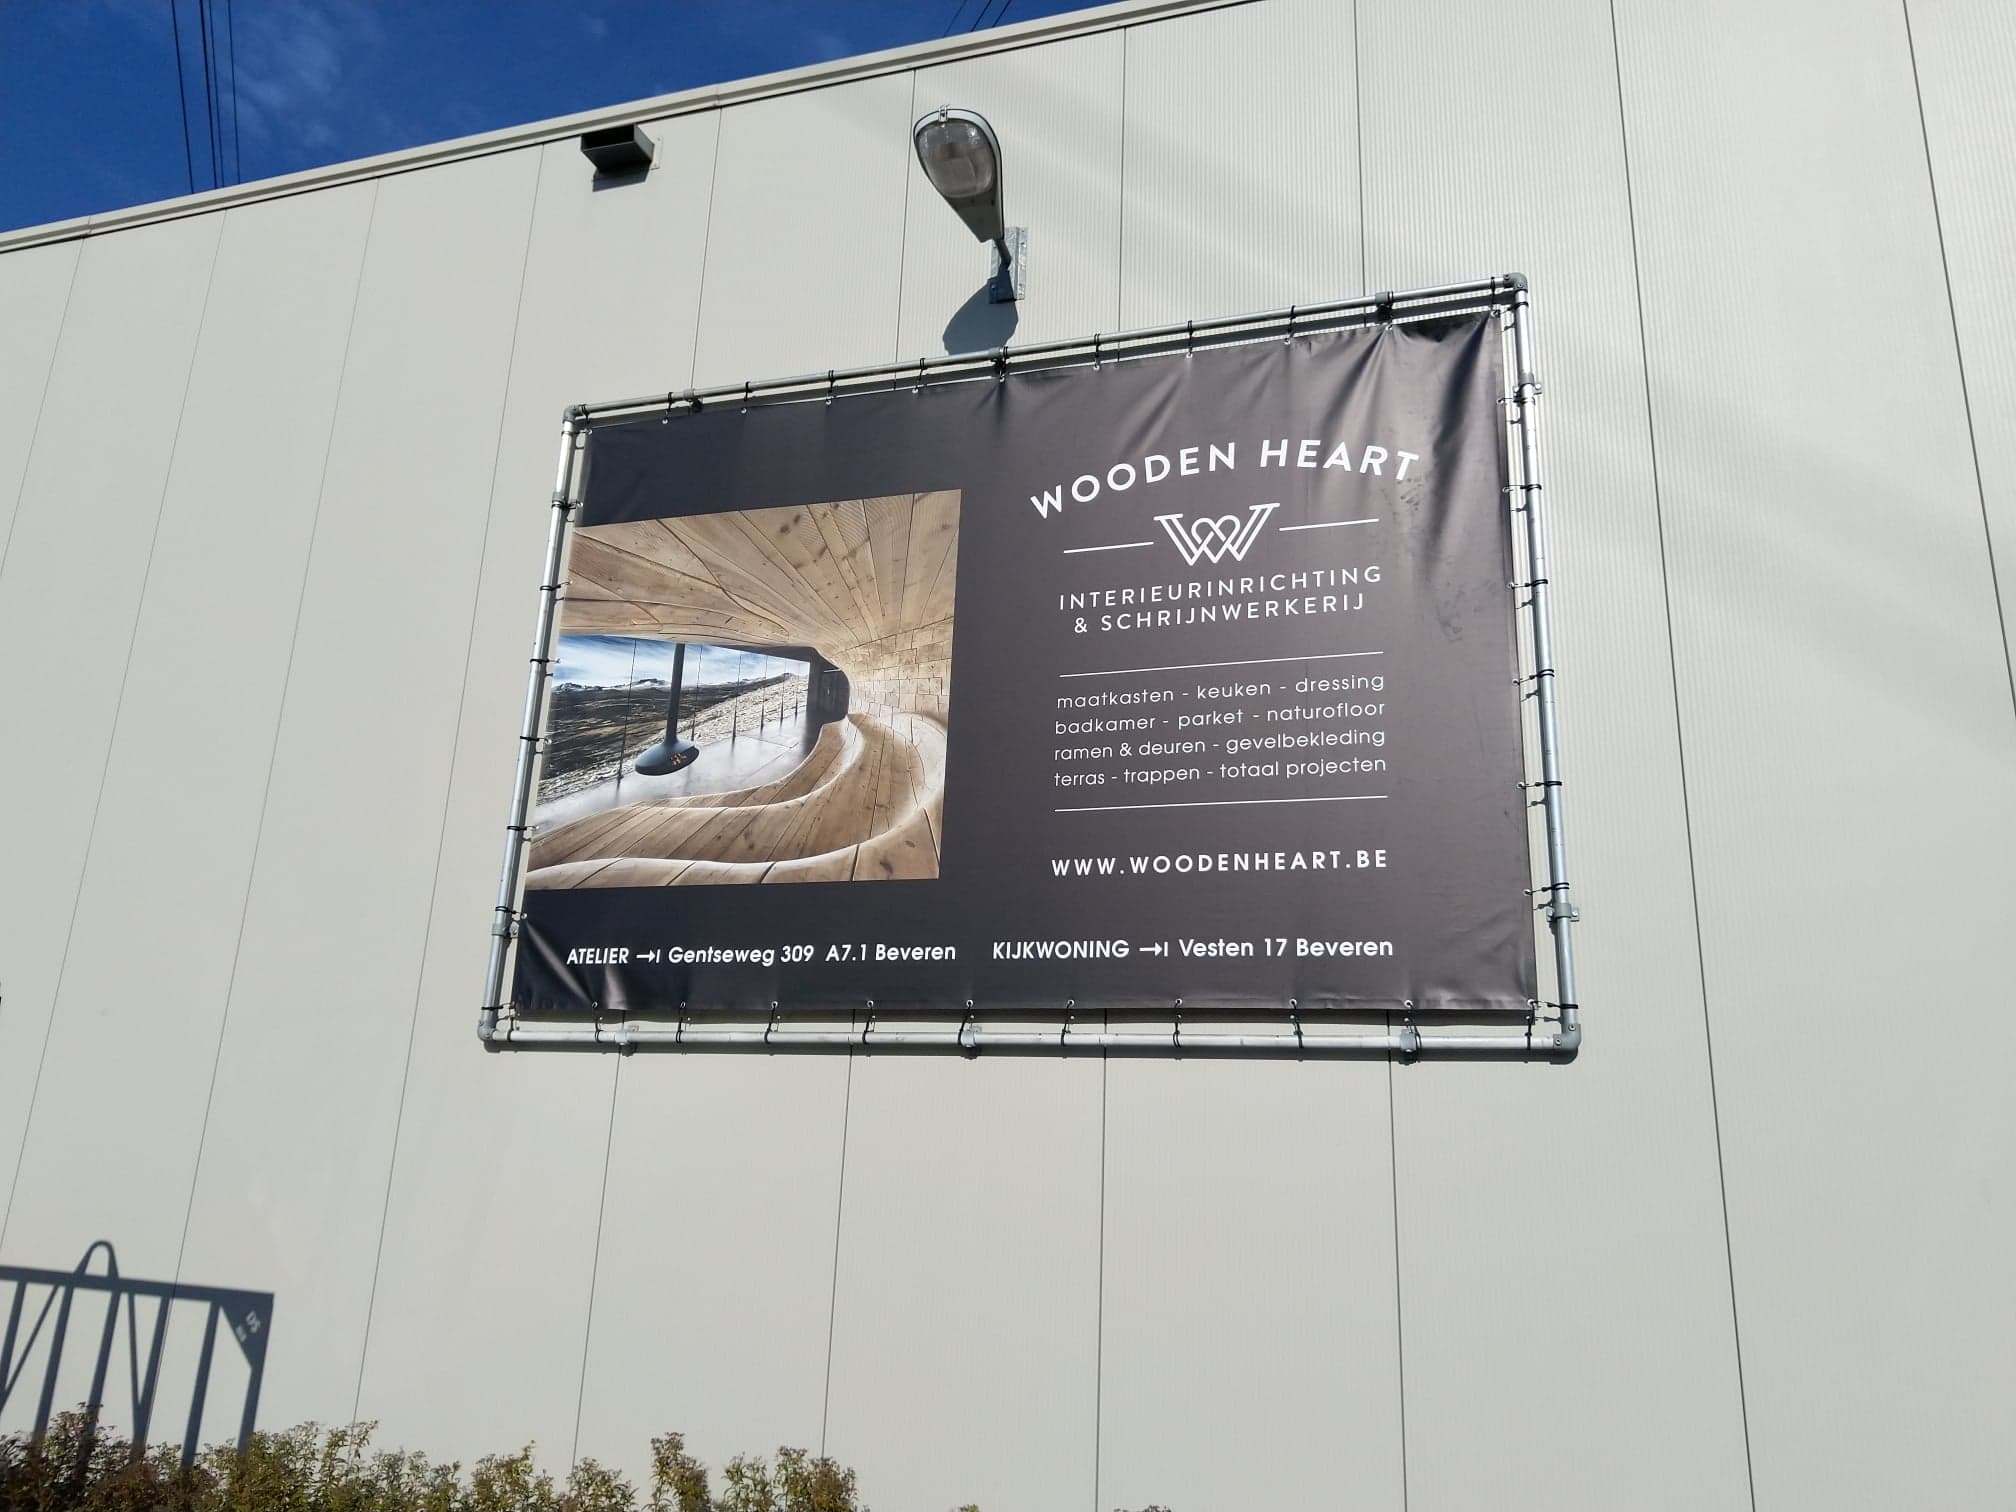 WOODEN HEART
W
INTERIEURINRICHTING
& SCHRIJNWERKERIJ
maatkasten - keuken - dressing
badkamer - parket - naturofloor
ramen & deuren - gevelbekleding
terras - trappen - totaal projecten
WWW.WOODENHEART.BE
ATELIER →I Gentseweg 309 A7.1 Beveren KIJKWONING →I Vesten 17 Beveren
DS